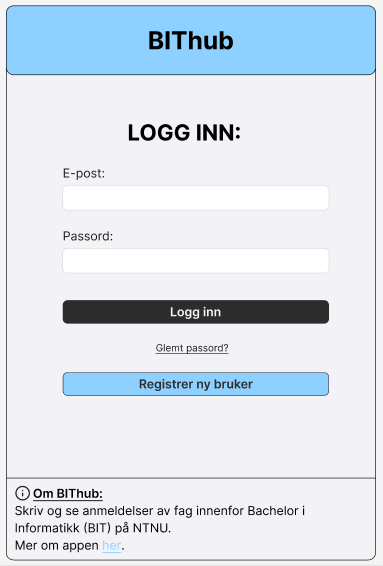 BIThub
LOGG INN:
E-post:
Passord:
Logg inn
Glemt passord?
Registrer ny bruker
Om BIThub:
Skriv og se anmeldelser av fag innenfor Bachelor i
Informatikk (BIT) på NTNU.
Mer om appen her.